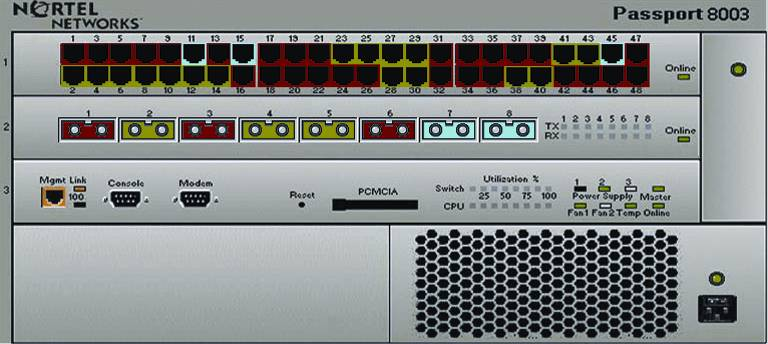 NORTEL
NETWORKS
Passport 8003
1 3 5 7 9 11 13 15 17 19 21 23 25 27 29 31 33 35 37 39 41 43 45 47
1
Online
2 4 6 8 10 12 14 16 18 20 22 24 26 28 30 32 34 36 38 40 42 44 46 48
1 2 3 4 5 6 7 8
1 2 3 4 5 6 7 8
2
TX
RX
Online
3
Mgmt Link
100
Console
Modem
Reset
PCMCIA
Utilization %
Switch
25 50 75 100
CPU
1 2 3
Power Supply Master
Fan1 Fan2 Temp Online